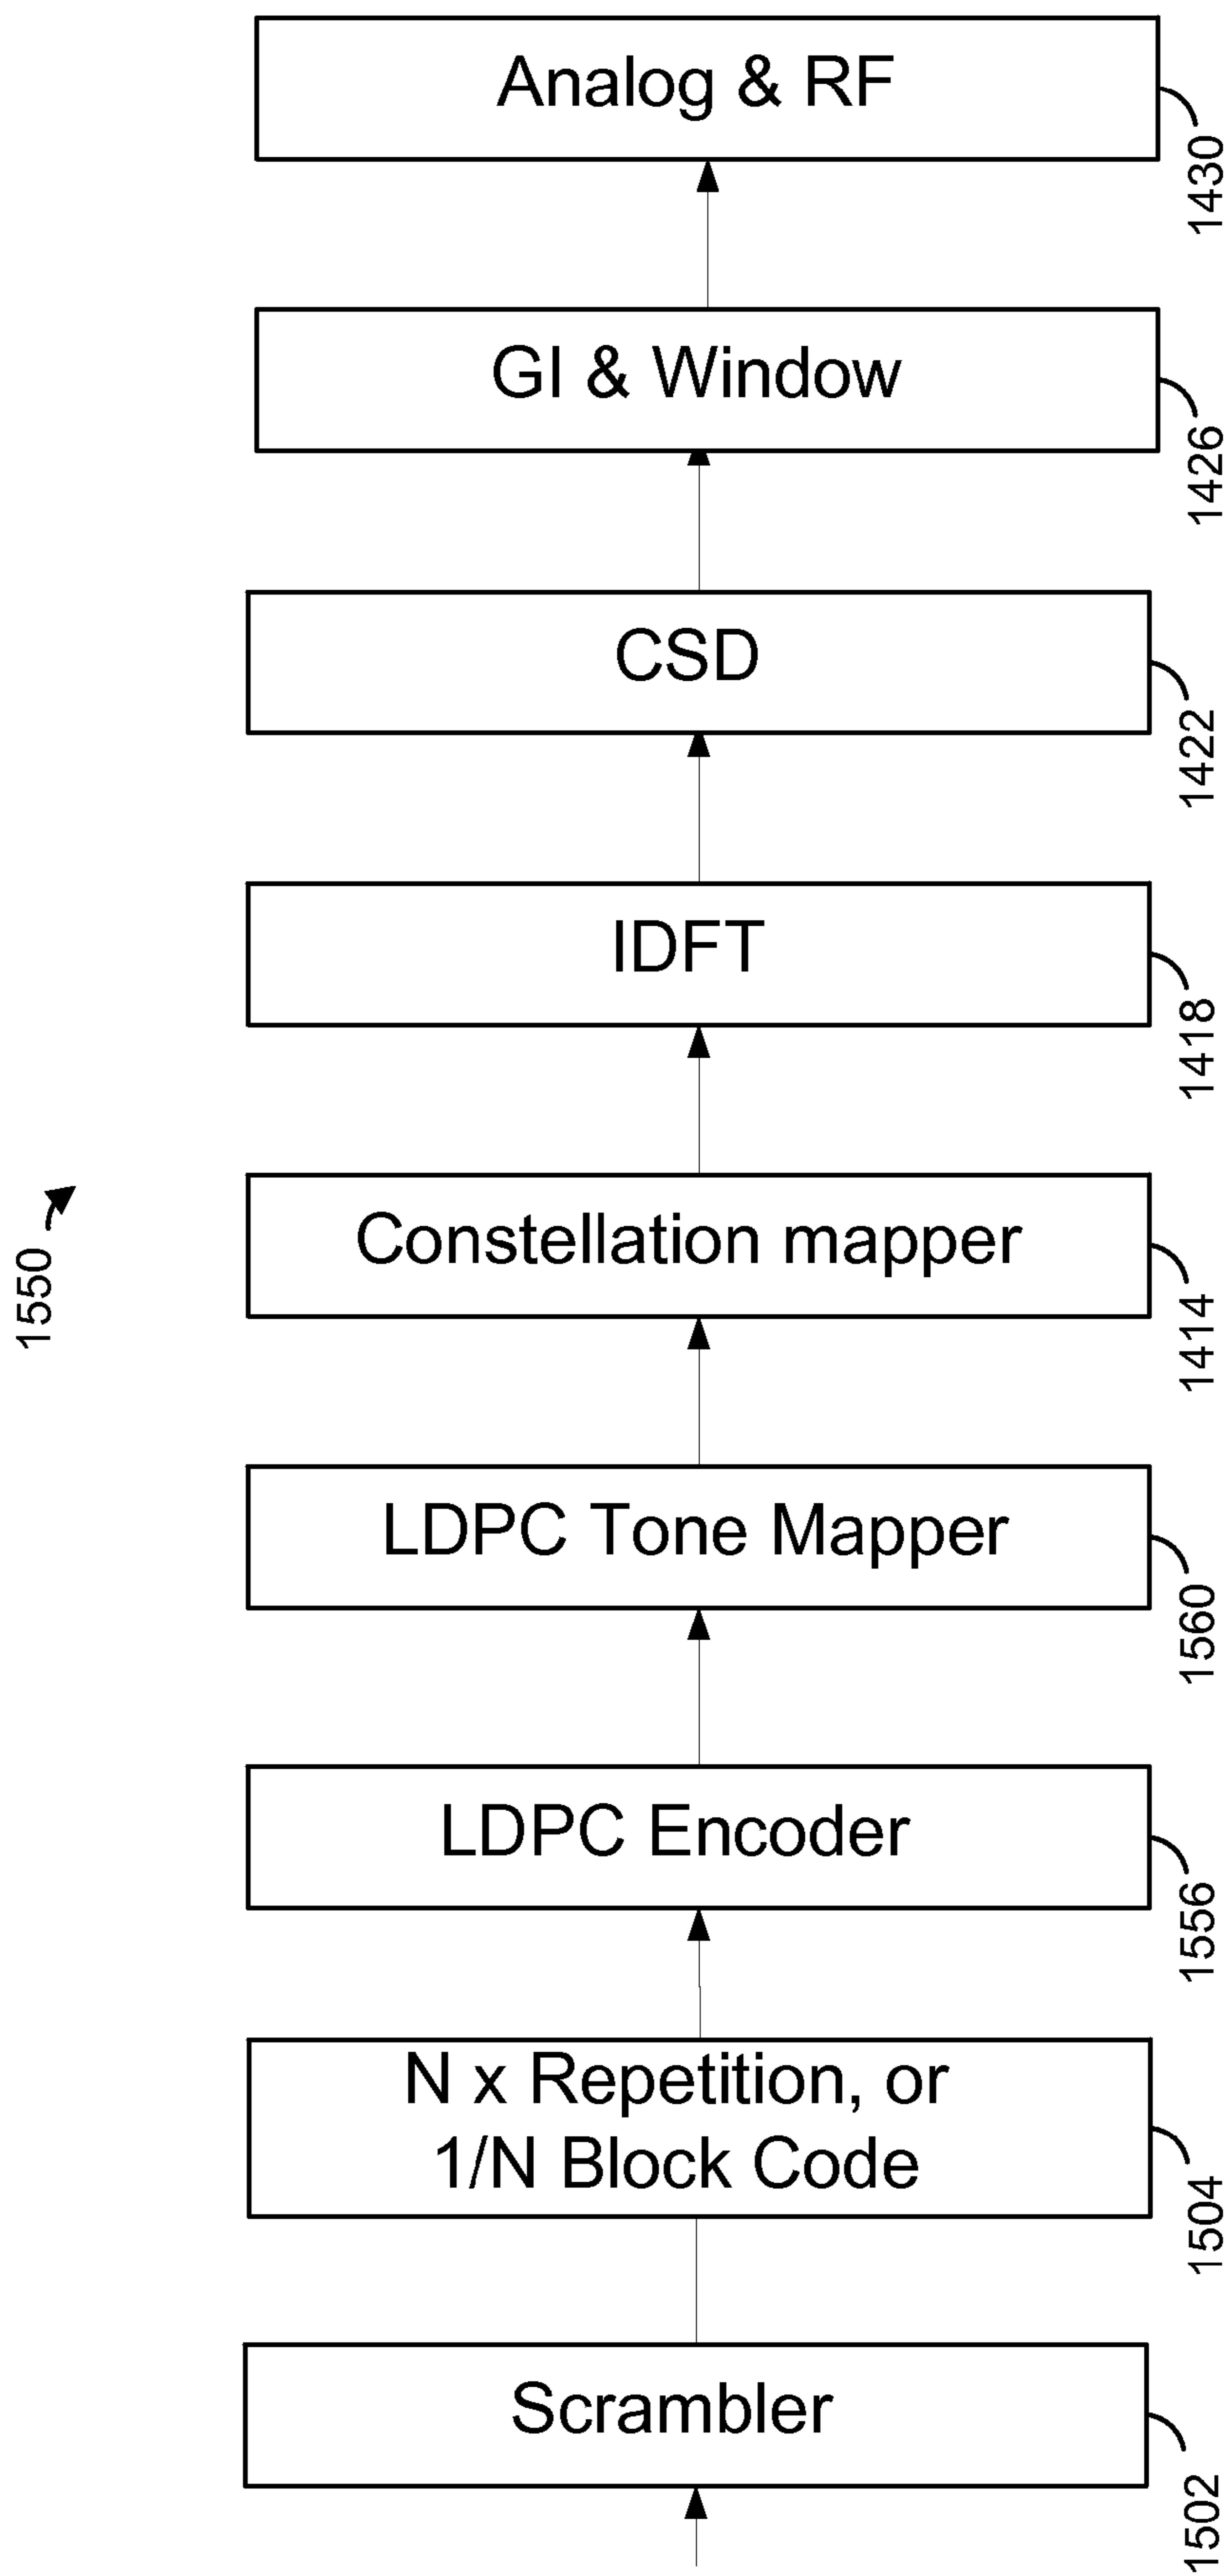 Analog & RF
1430
GI & Window
1426
CSD
1422
IDFT
1418
1550
Constellation mapper
1414
LDPC Tone Mapper
1560
LDPC Encoder
1556
N x Repetition, or
1/N Block Code
1504
Scrambler
1502